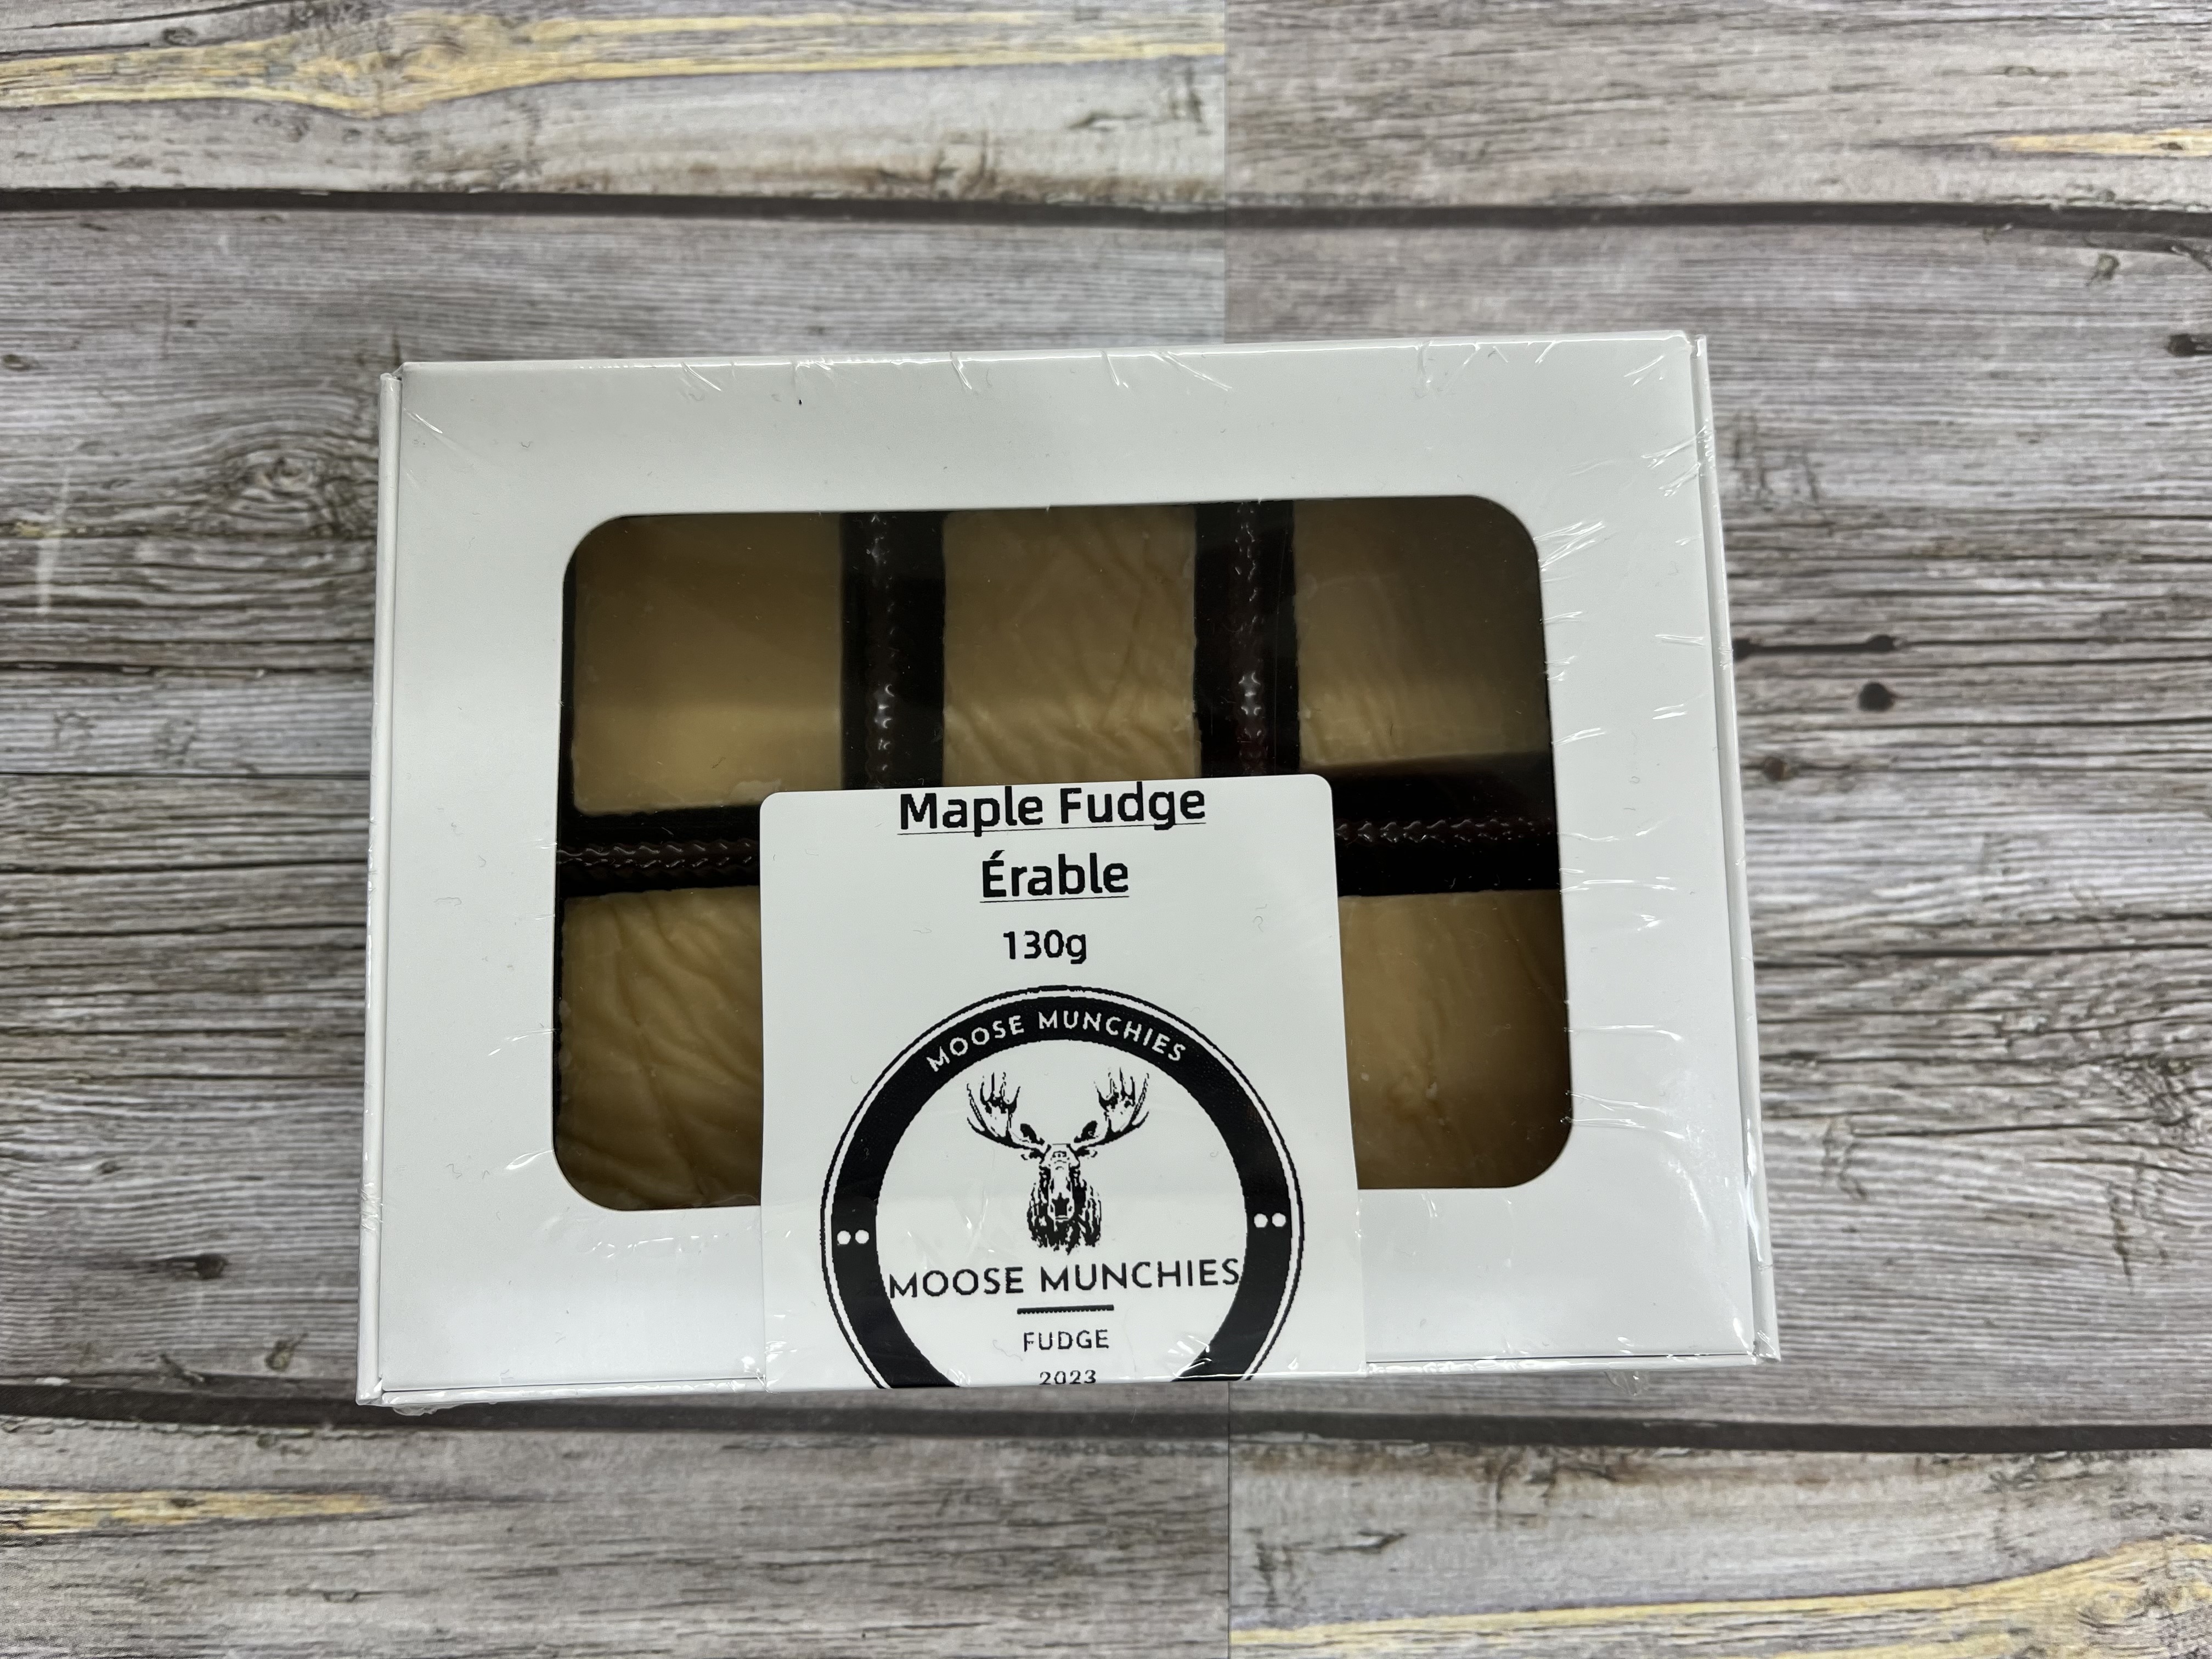 Maple Fudge
Érable
130g
MOOSE MUNCHIES
MOOSE MUNCHIES
FUDGE
2023